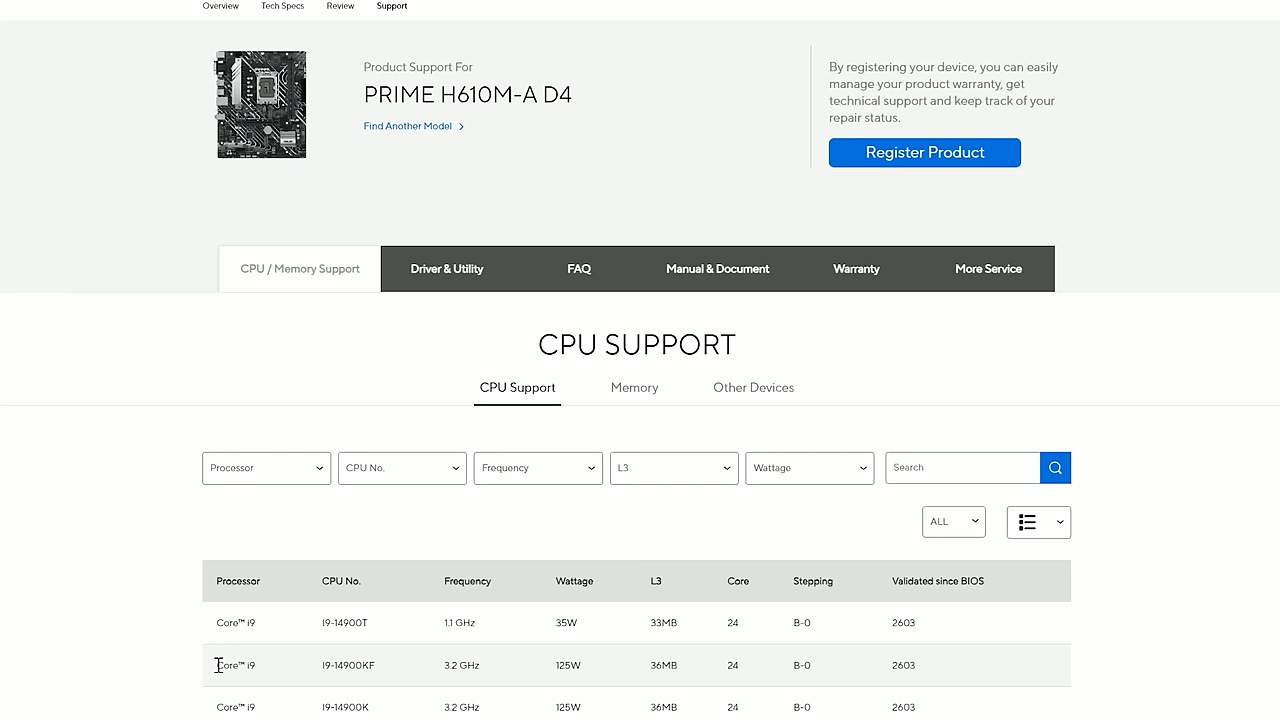 Overview Tech Specs Review Support
Product Support For
PRIME H610M-A D4
Find Another Model
By registering your device, you can easily
manage your product warranty, get
technical support and keep track of your
repair status.
Register Product
CPU / Memory Support Driver & Utility FAQ Manual & Document Warranty More Service
CPU SUPPORT
CPU Support Memory Other Devices
Processor CPU No. Frequency L3 Wattage Search
ALL
Processor CPU No. Frequency Wattage L3 Core Stepping Validated since BIOS
Core™ i9 I9-14900T 1.1 GHz 35W 33MB 24 B-0 2603
Core™ i9 I9-14900KF 3.2 GHz 125W 36MB 24 B-0 2603
Core™ i9 I9-14900K 3.2 GHz 125W 36MB 24 B-0 2603